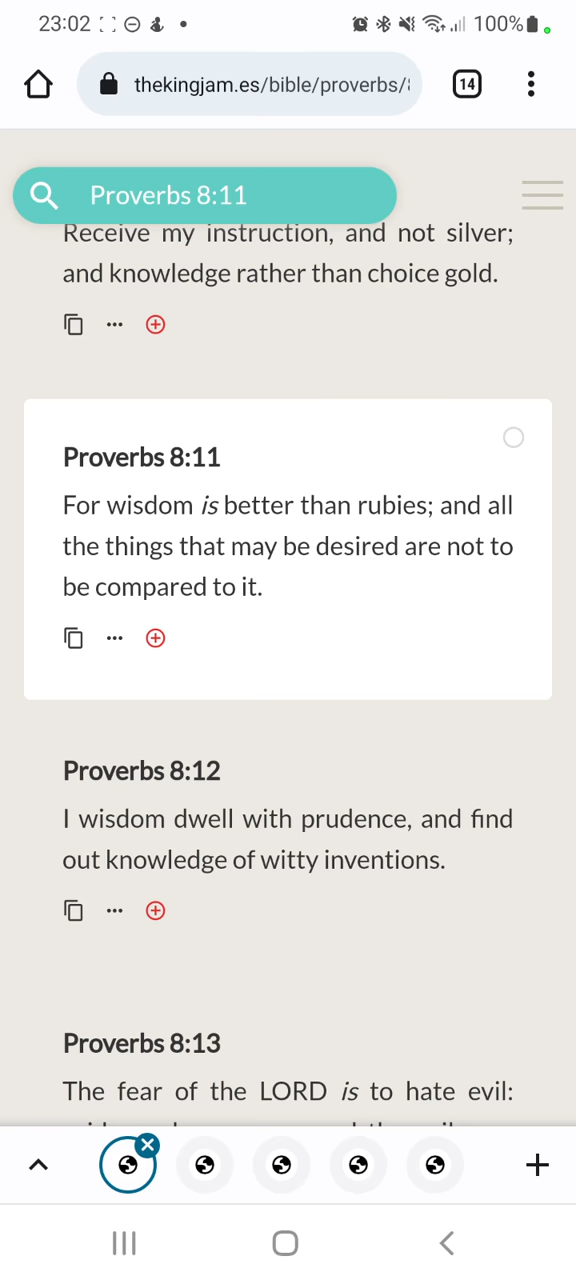 23:02
100%
thekingjam.es/bible/proverbs/
14
Proverbs 8:11
Receive my instruction, and not silver;
and knowledge rather than choice gold.
Proverbs 8:11
For wisdom is better than rubies; and all
the things that may be desired are not to
be compared to it.
Proverbs 8:12
I wisdom dwell with prudence, and find
out knowledge of witty inventions.
Proverbs 8:13
The fear of the LORD is to hate evil: